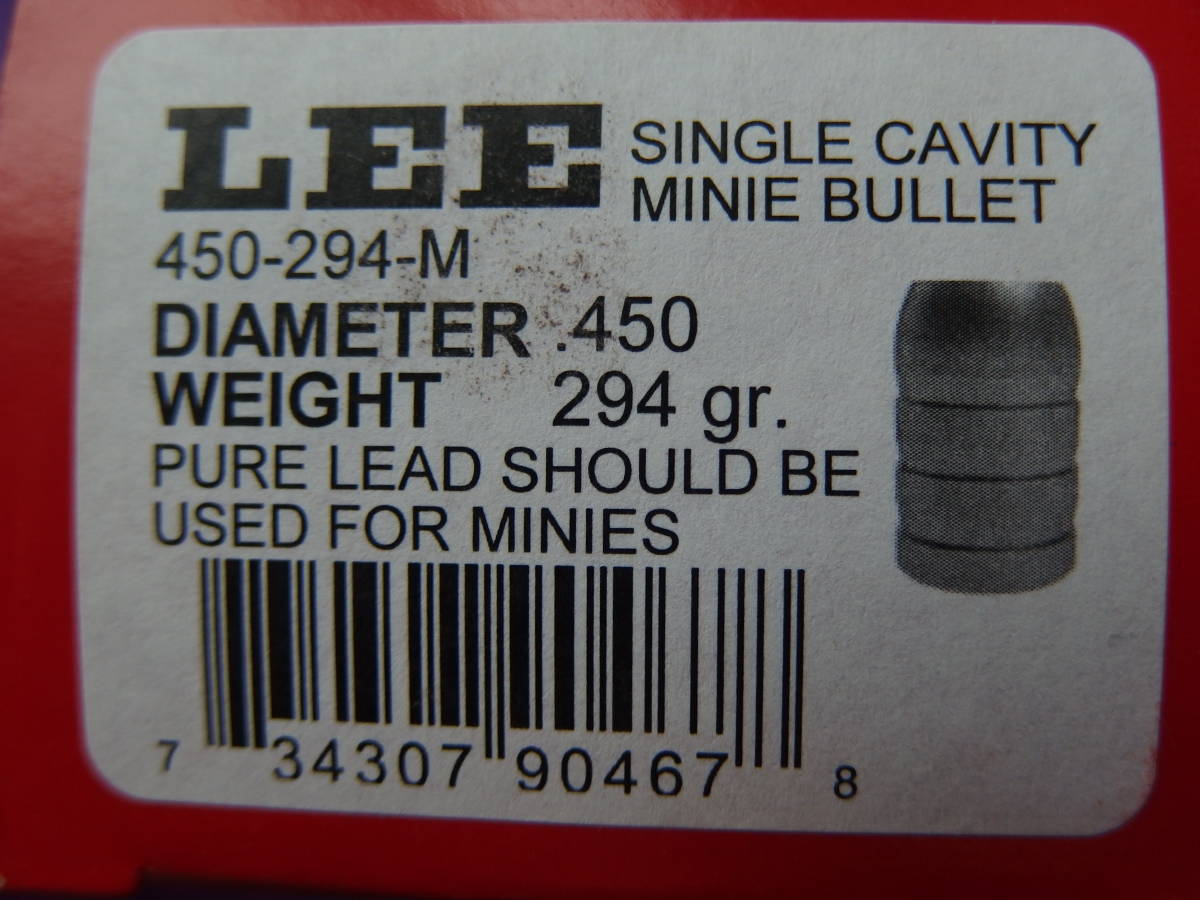 LEE
SINGLE CAVITY
MINIE BULLET
450-294-M
DIAMETER .450
WEIGHT 294 gr.
PURE LEAD SHOULD BE
USED FOR MINIES
7 34307 90467 8